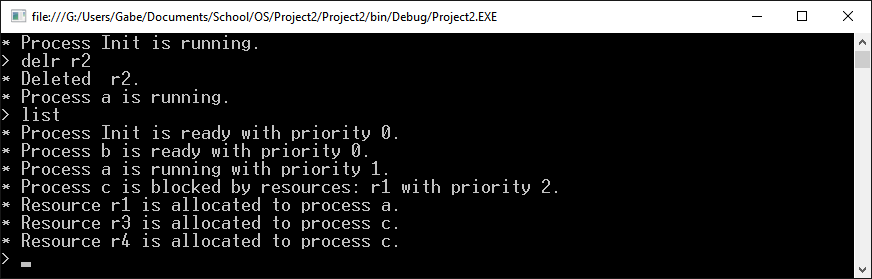 file:///G:/Users/Gabe/Documents/School/OS/Project2/Project2/bin/Debug/Project2.EXE
* Process Init is running.
> delr r2
* Deleted  r2.
* Process a is running.
> list
* Process Init is ready with priority 0.
* Process b is ready with priority 0.
* Process a is running with priority 1.
* Process c is blocked by resources: r1 with priority 2.
* Resource r1 is allocated to process a.
* Resource r3 is allocated to process c.
* Resource r4 is allocated to process c.
> _